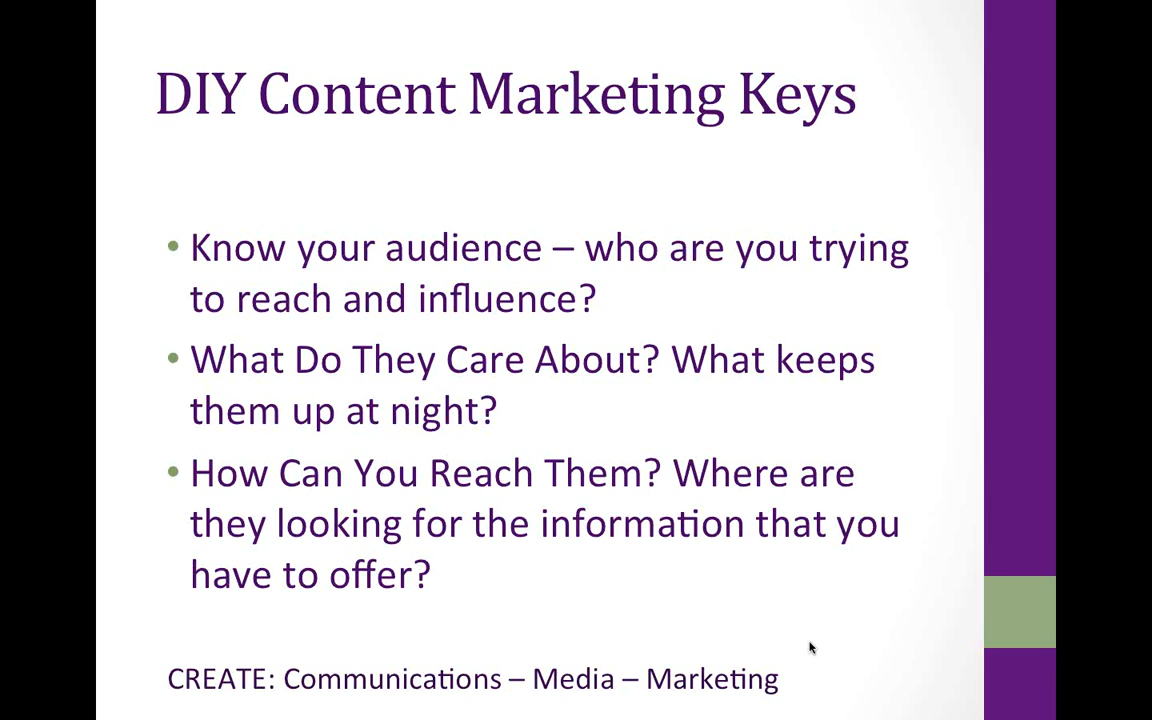 DIY Content Marketing Keys
• Know your audience – who are you trying
to reach and influence?
• What Do They Care About? What keeps
them up at night?
• How Can You Reach Them? Where are
they looking for the information that you
have to offer?
CREATE: Communications – Media – Marketing